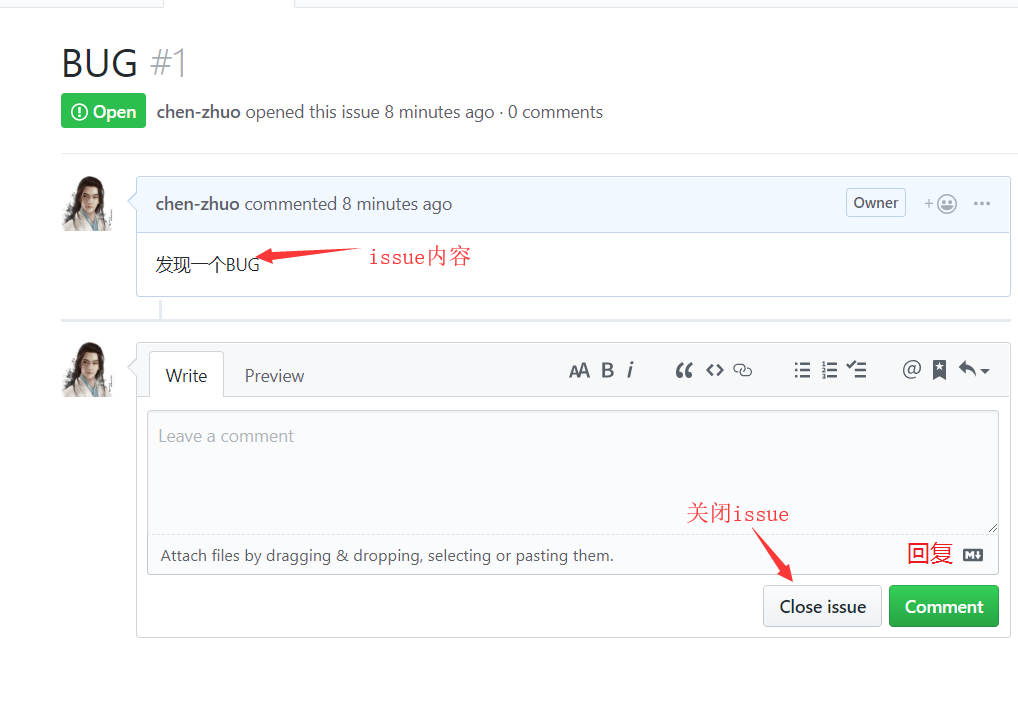 BUG #1
Open chen-zhuo opened this issue 8 minutes ago · 0 comments
chen-zhuo commented 8 minutes ago Owner
发现一个BUG issue内容
Write Preview AA B i @
Leave a comment
关闭issue
Attach files by dragging & dropping, selecting or pasting them. 回复 M
Close issue Comment